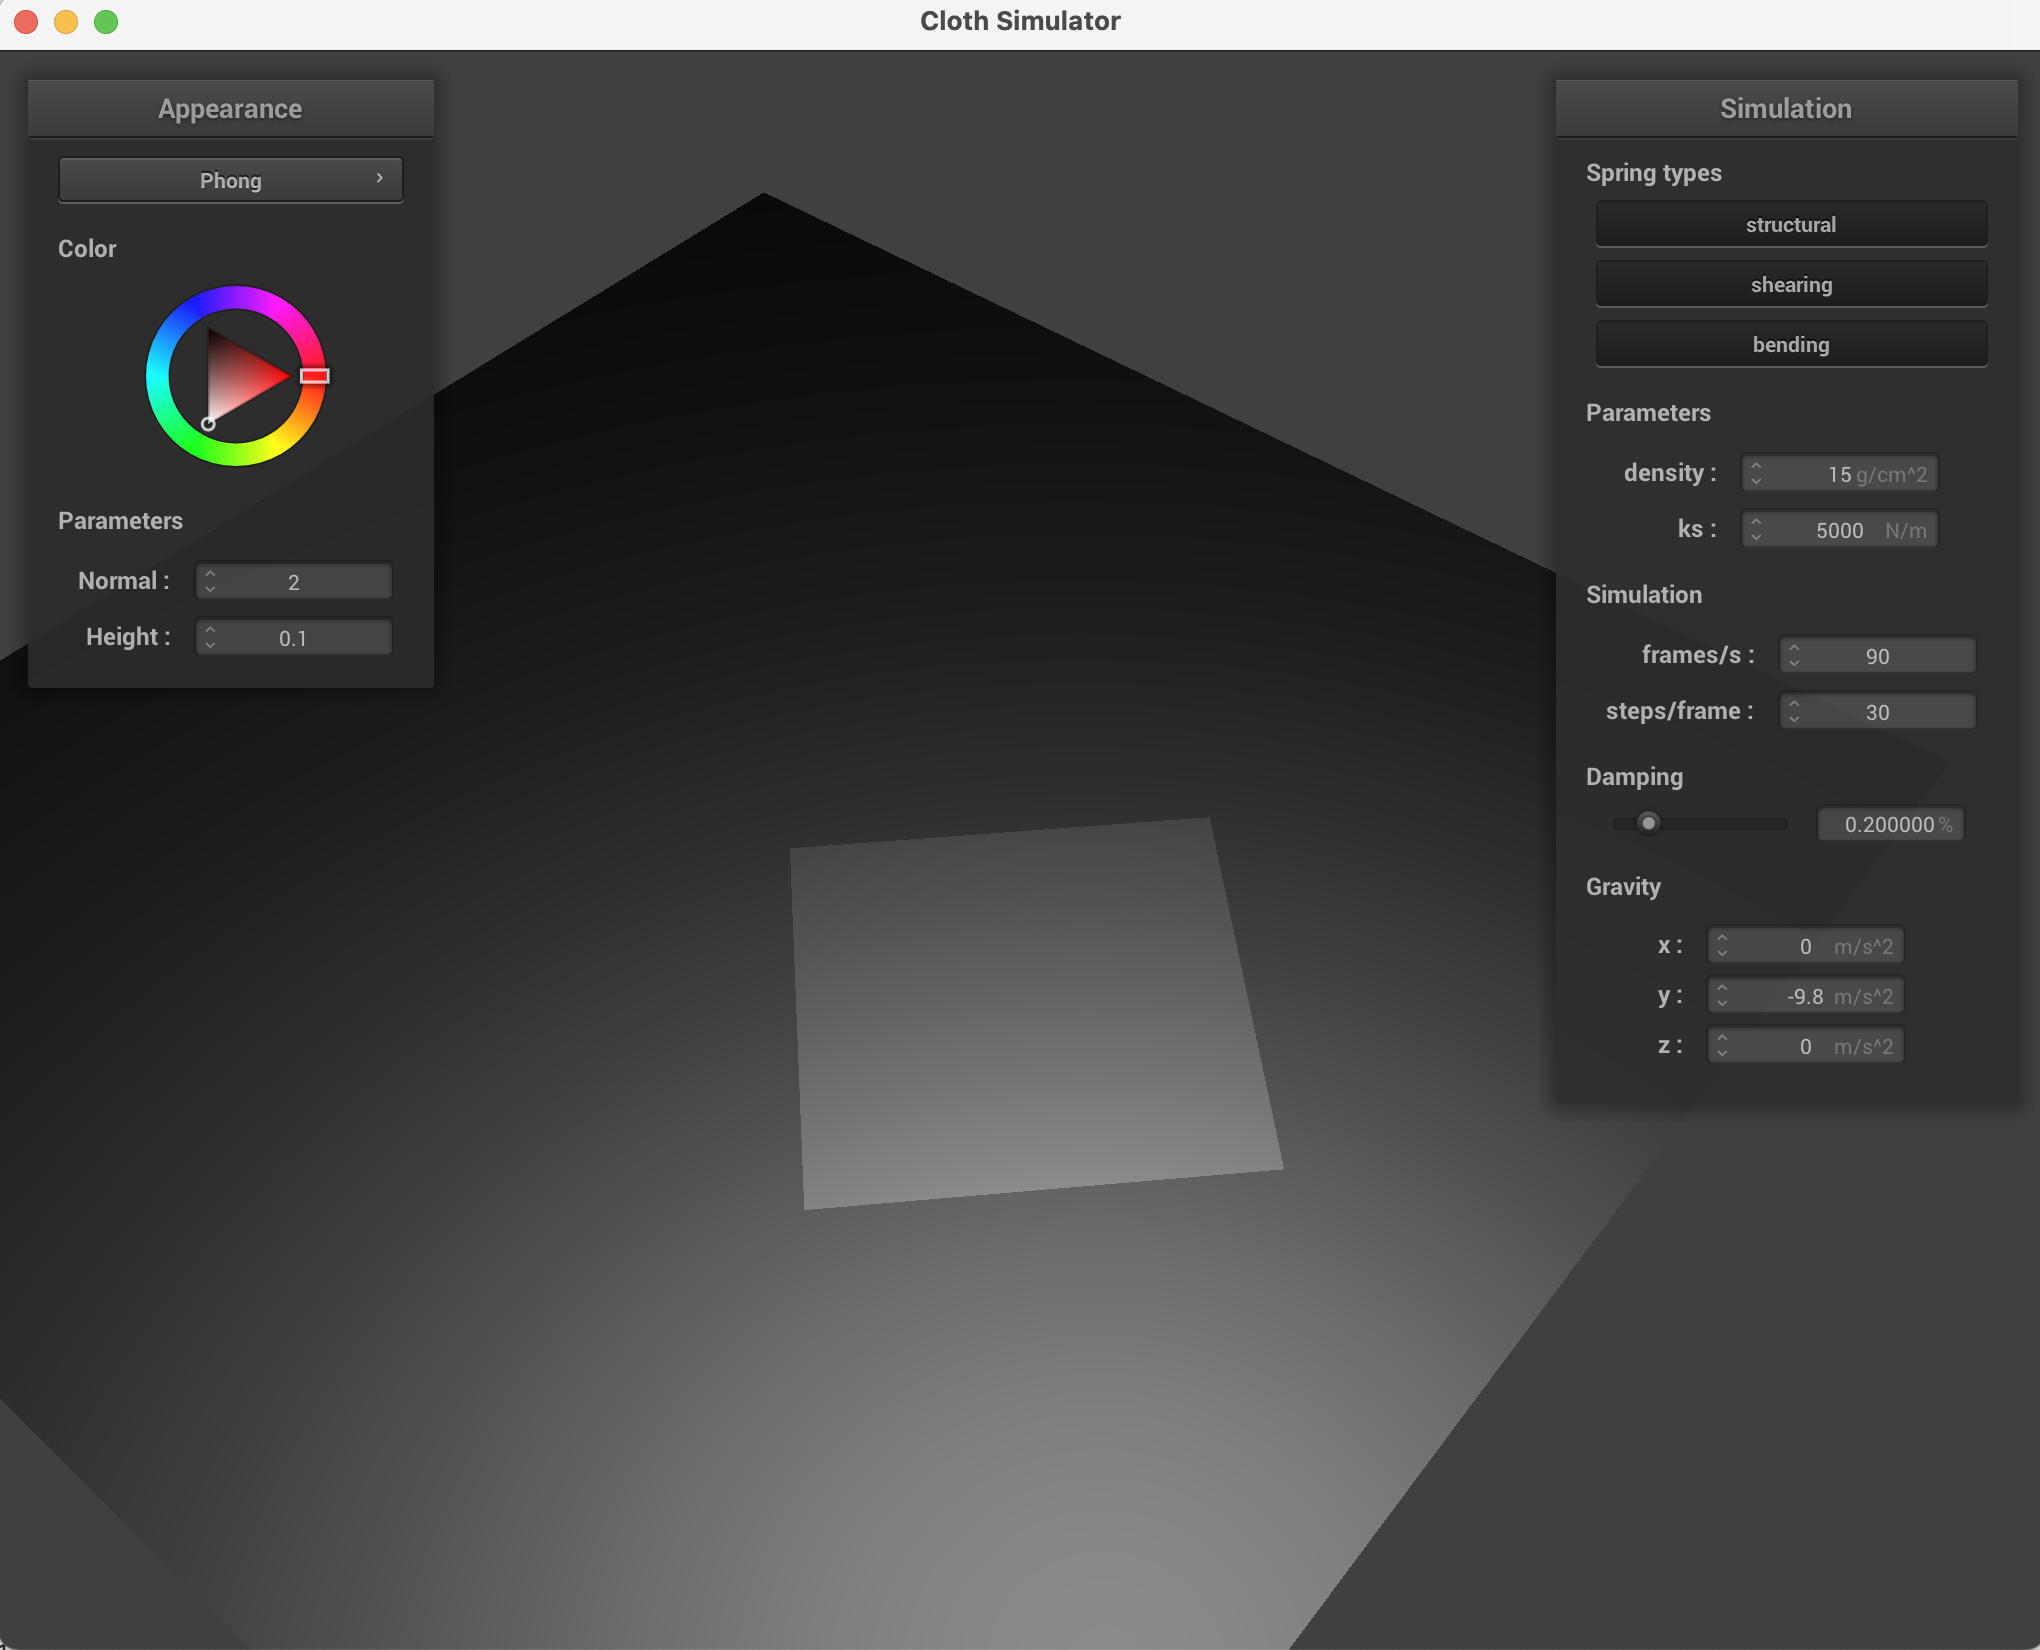 Cloth Simulator
Appearance
Phong
Color
Parameters
Normal : 2
Height : 0.1
Simulation
Spring types
structural
shearing
bending
Parameters
density : 15 g/cm^2
ks : 5000 N/m
Simulation
frames/s : 90
steps/frame : 30
Damping
0.200000 %
Gravity
x : 0 m/s^2
y : -9.8 m/s^2
z : 0 m/s^2